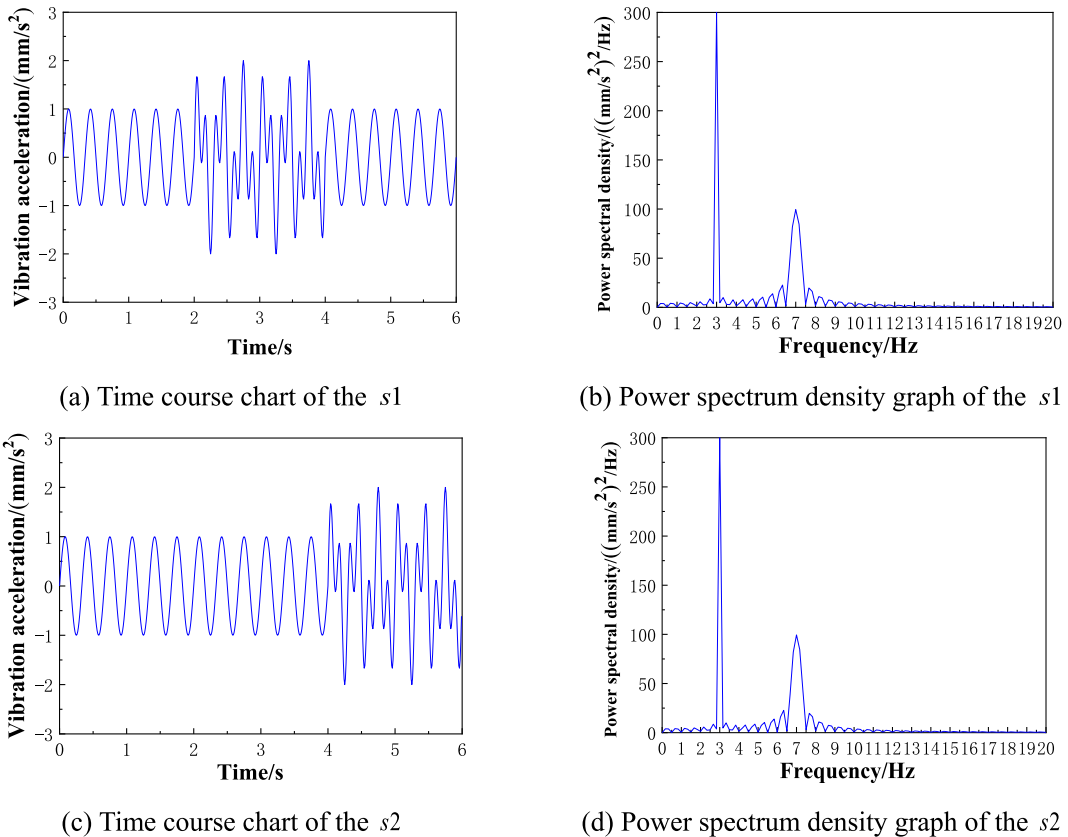 3
2
1
0
−1
−2
−3
Vibration acceleration/(mm/s²)
0 1 2 3 4 5 6
Time/s
(a) Time course chart of the s1
300
250
200
150
100
50
0
Power spectral density/((mm/s²)²/Hz)
0 1 2 3 4 5 6 7 8 9 10 11 12 13 14 15 16 17 18 19 20
Frequency/Hz
(b) Power spectrum density graph of the s1
3
2
1
0
−1
−2
−3
Vibration acceleration/(mm/s²)
0 1 2 3 4 5 6
Time/s
(c) Time course chart of the s2
300
250
200
150
100
50
0
Power spectral density/((mm/s²)²/Hz)
0 1 2 3 4 5 6 7 8 9 10 11 12 13 14 15 16 17 18 19 20
Frequency/Hz
(d) Power spectrum density graph of the s2